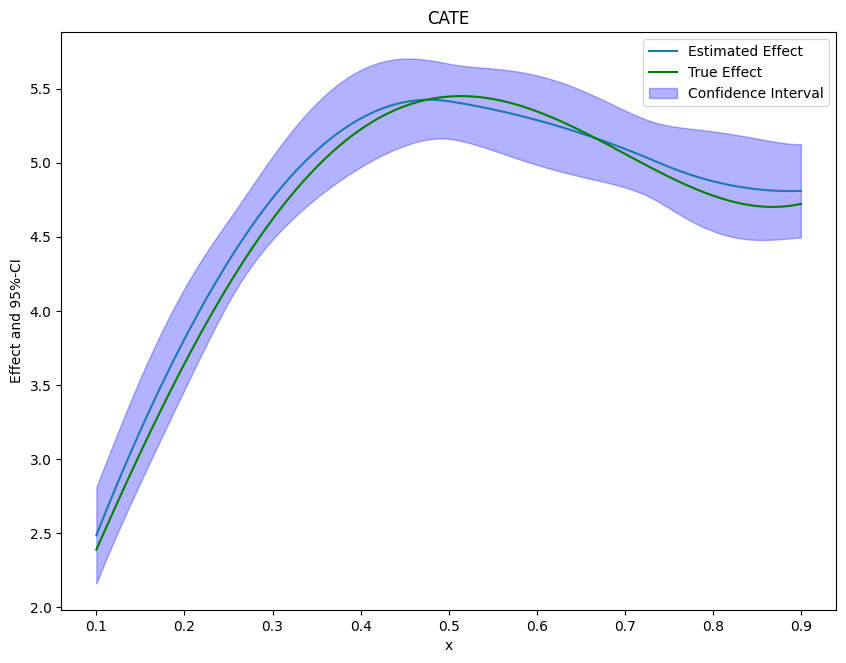 CATE
Estimated Effect
True Effect
Confidence Interval
Effect and 95%-CI
5.5
5.0
4.5
4.0
3.5
3.0
2.5
2.0
0.1 0.2 0.3 0.4 0.5 0.6 0.7 0.8 0.9
x